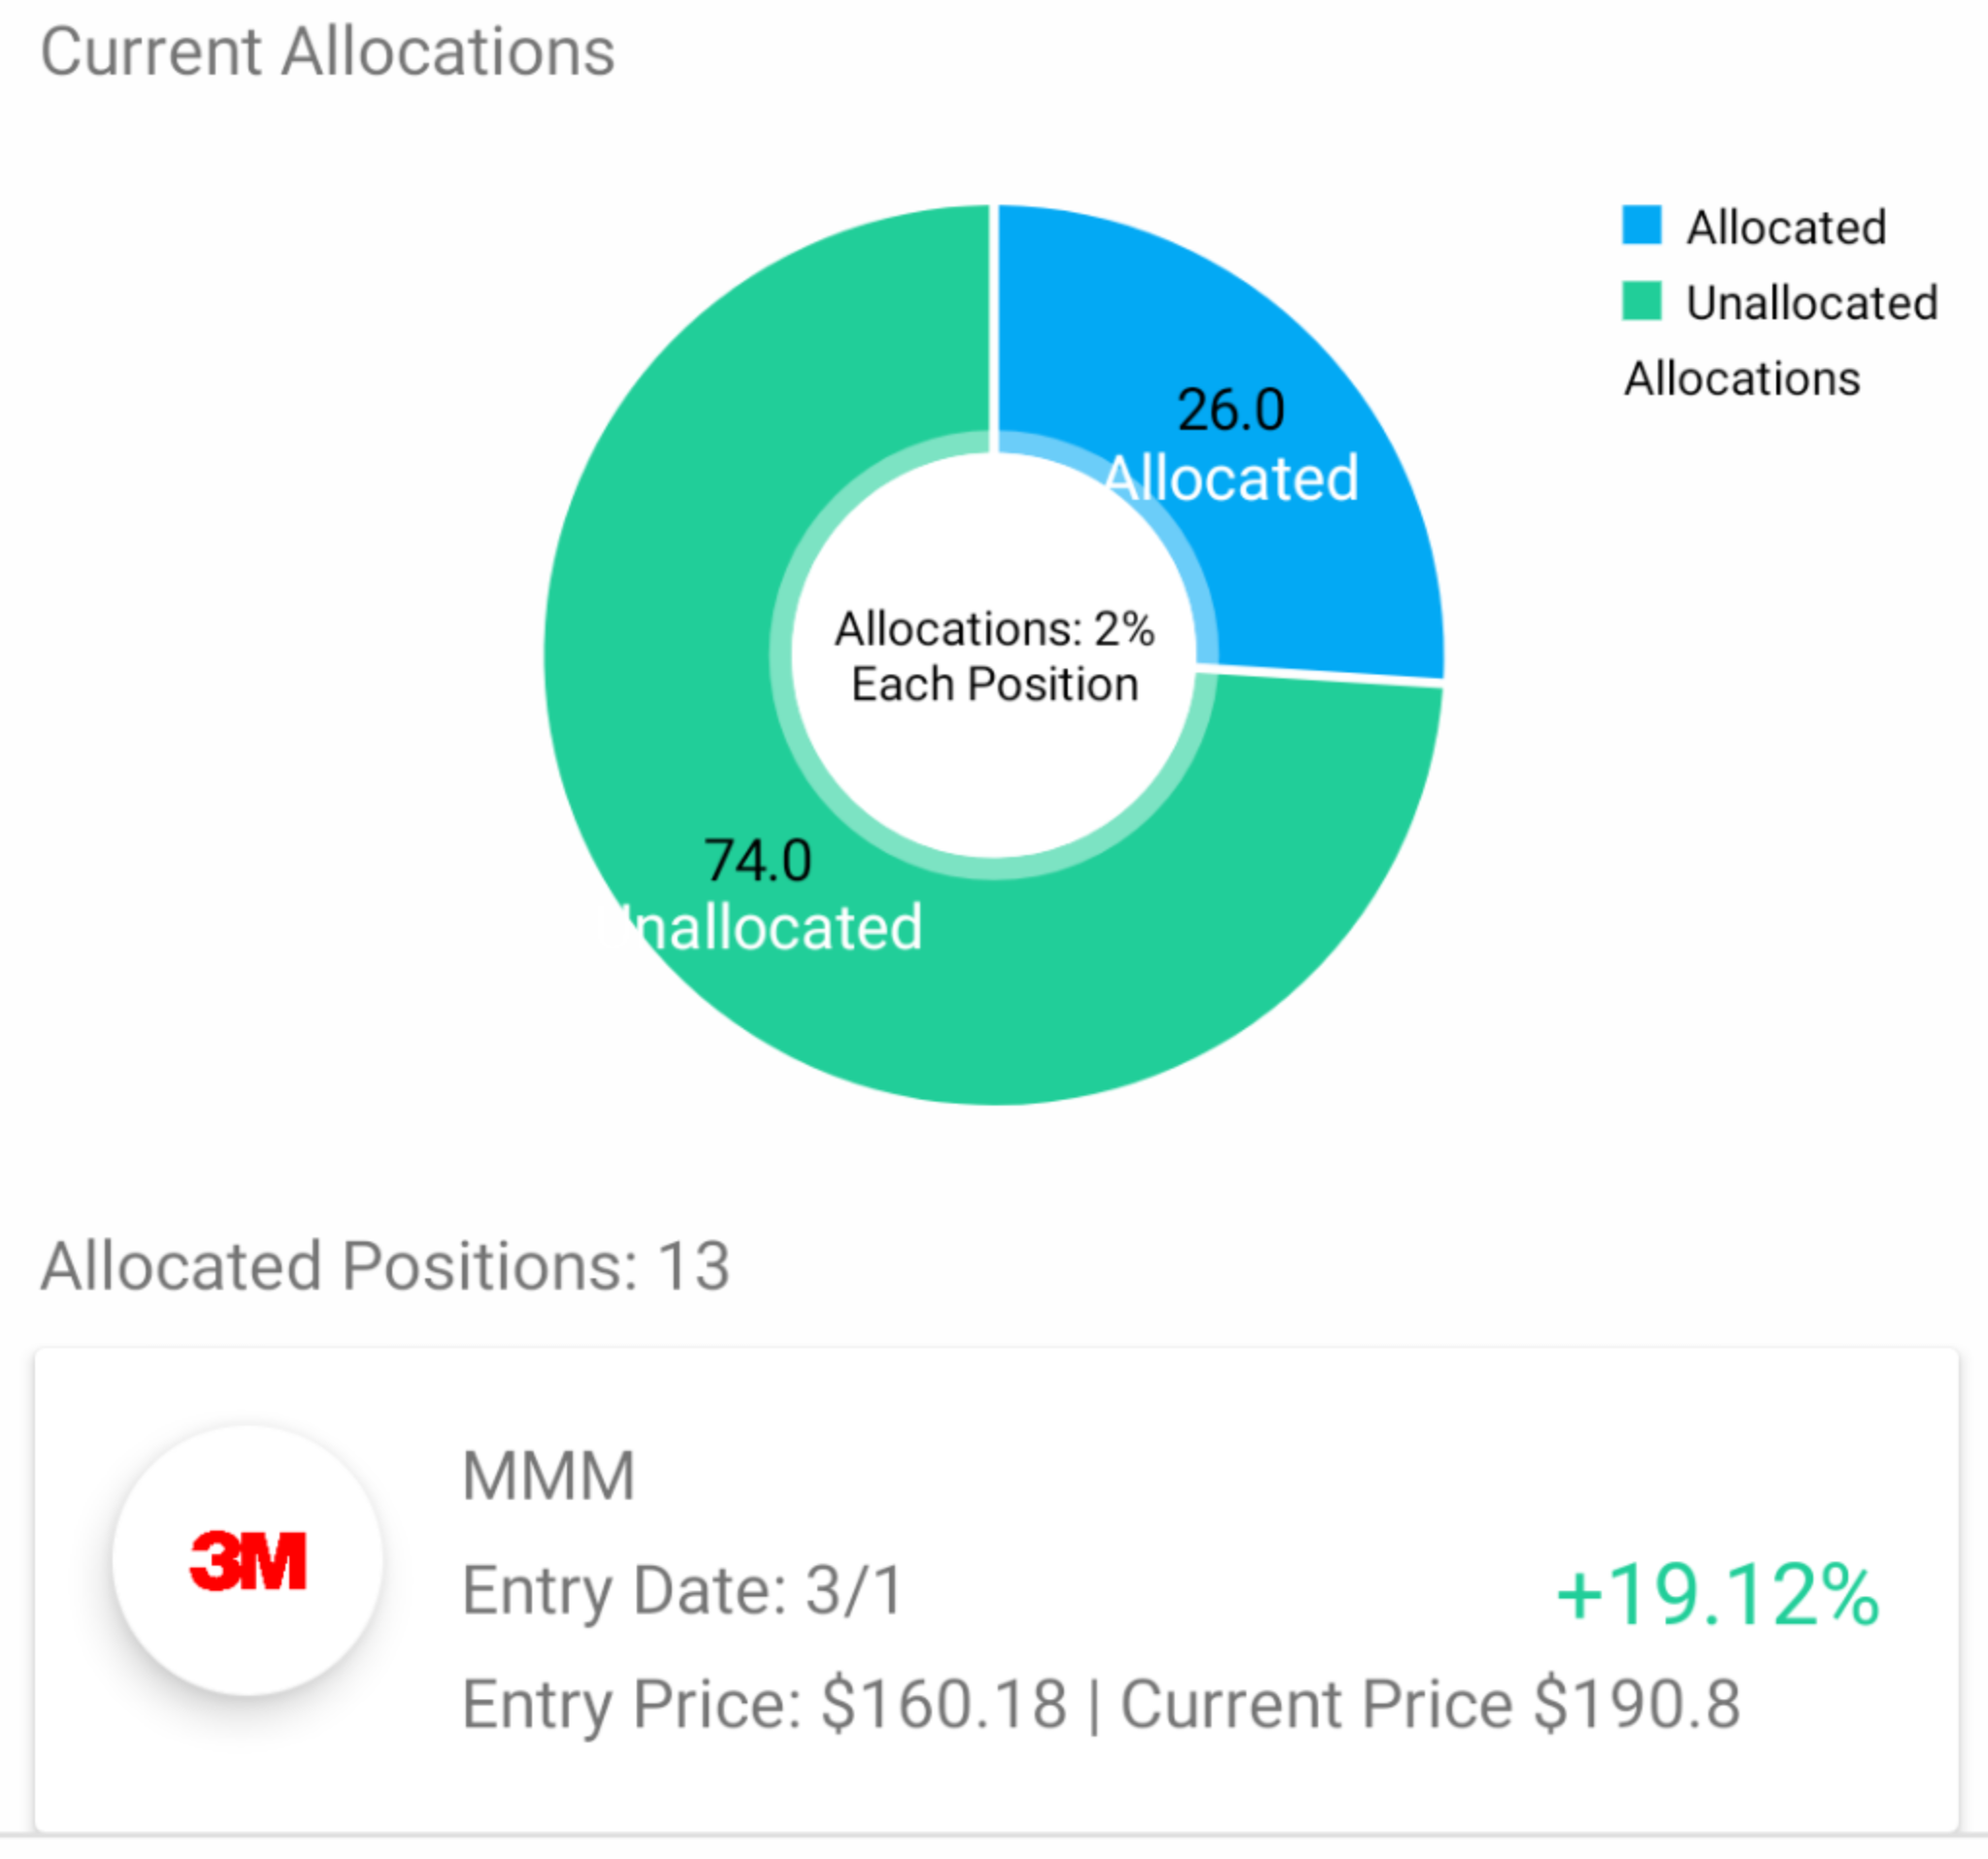 Current Allocations
Allocated
Unallocated
Allocations
26.0
Allocated
Allocations: 2%
Each Position
74.0
nallocated
Allocated Positions: 13
3M
MMM
Entry Date: 3/1
+19.12%
Entry Price: $160.18 | Current Price $190.8